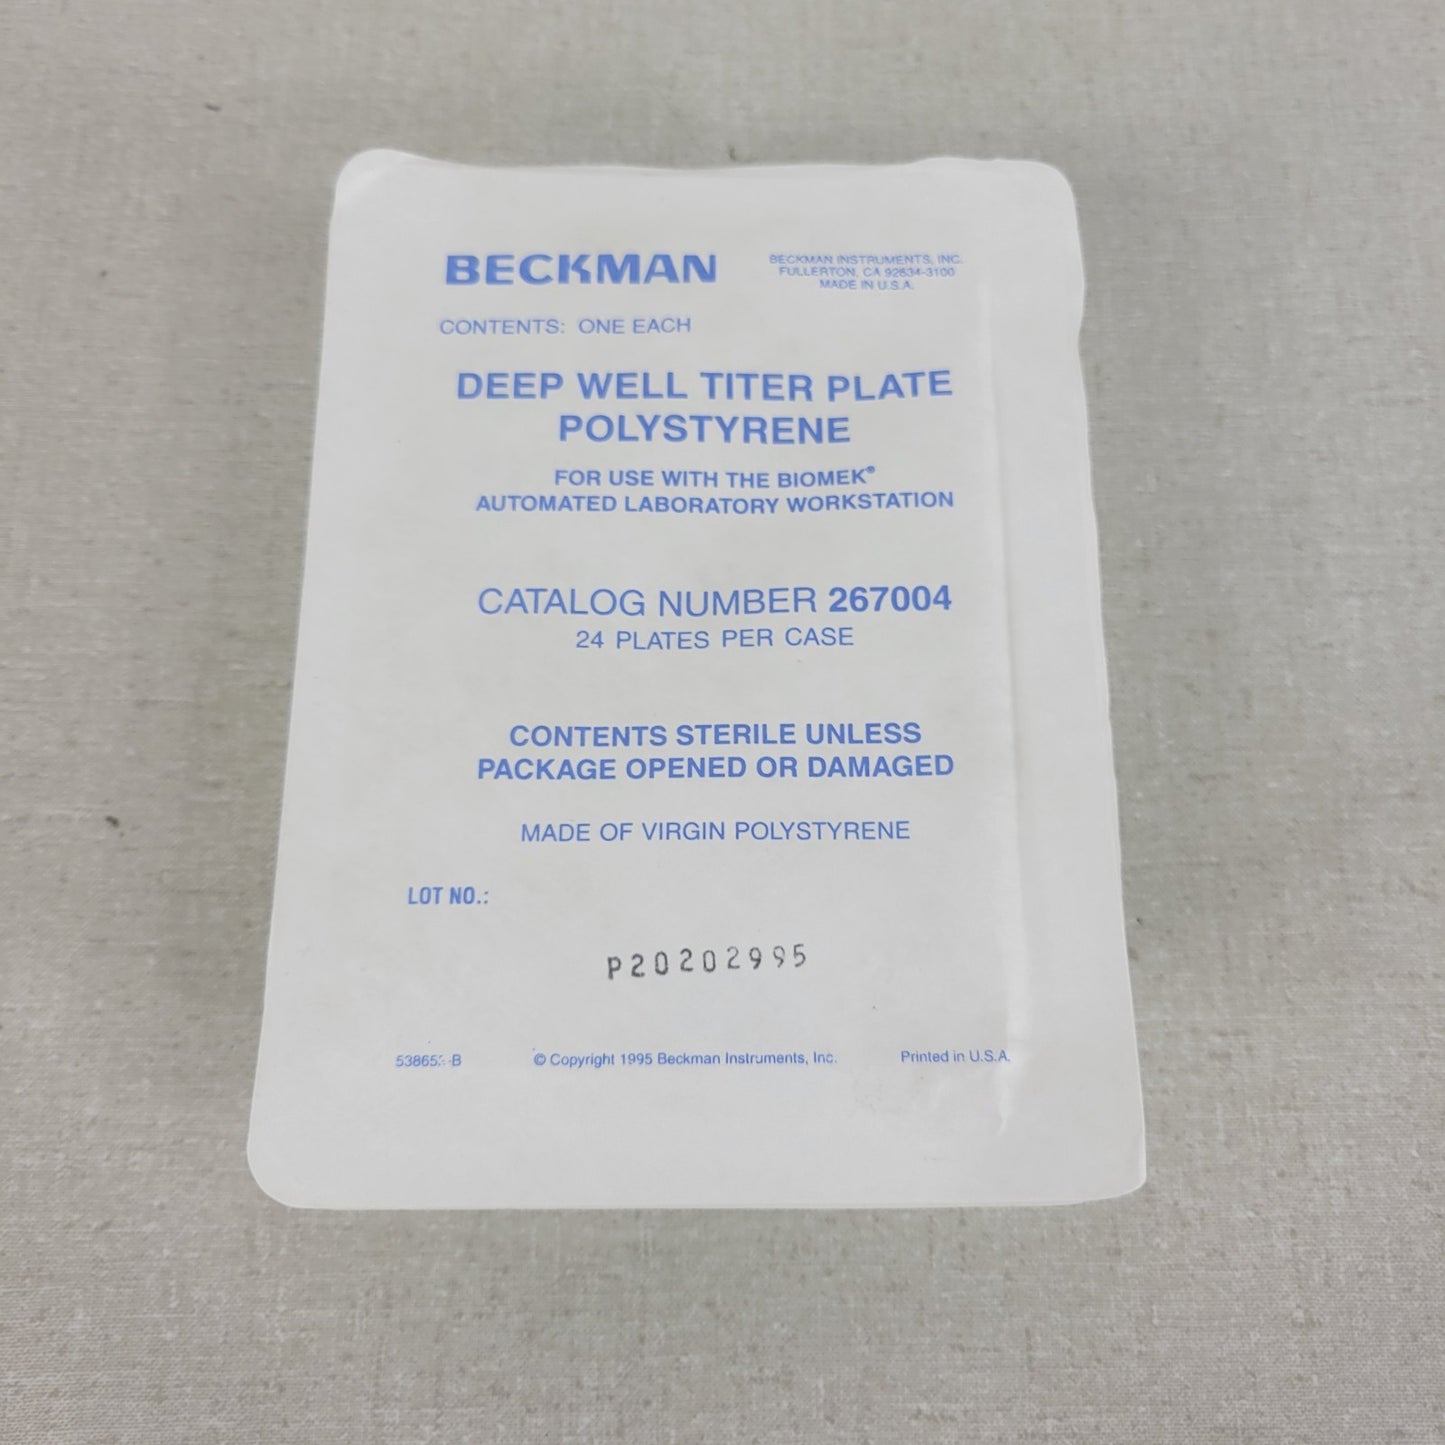 BECKMAN
BECKMAN INSTRUMENTS, INC.
FULLERTON, CA 92634-3100
MADE IN U.S.A.
CONTENTS: ONE EACH
DEEP WELL TITER PLATE
POLYSTYRENE
FOR USE WITH THE BIOMEK®
AUTOMATED LABORATORY WORKSTATION
CATALOG NUMBER 267004
24 PLATES PER CASE
CONTENTS STERILE UNLESS
PACKAGE OPENED OR DAMAGED
MADE OF VIRGIN POLYSTYRENE
LOT NO.:
P20202995
© Copyright 1995 Beckman Instruments, Inc.
Printed in U.S.A.